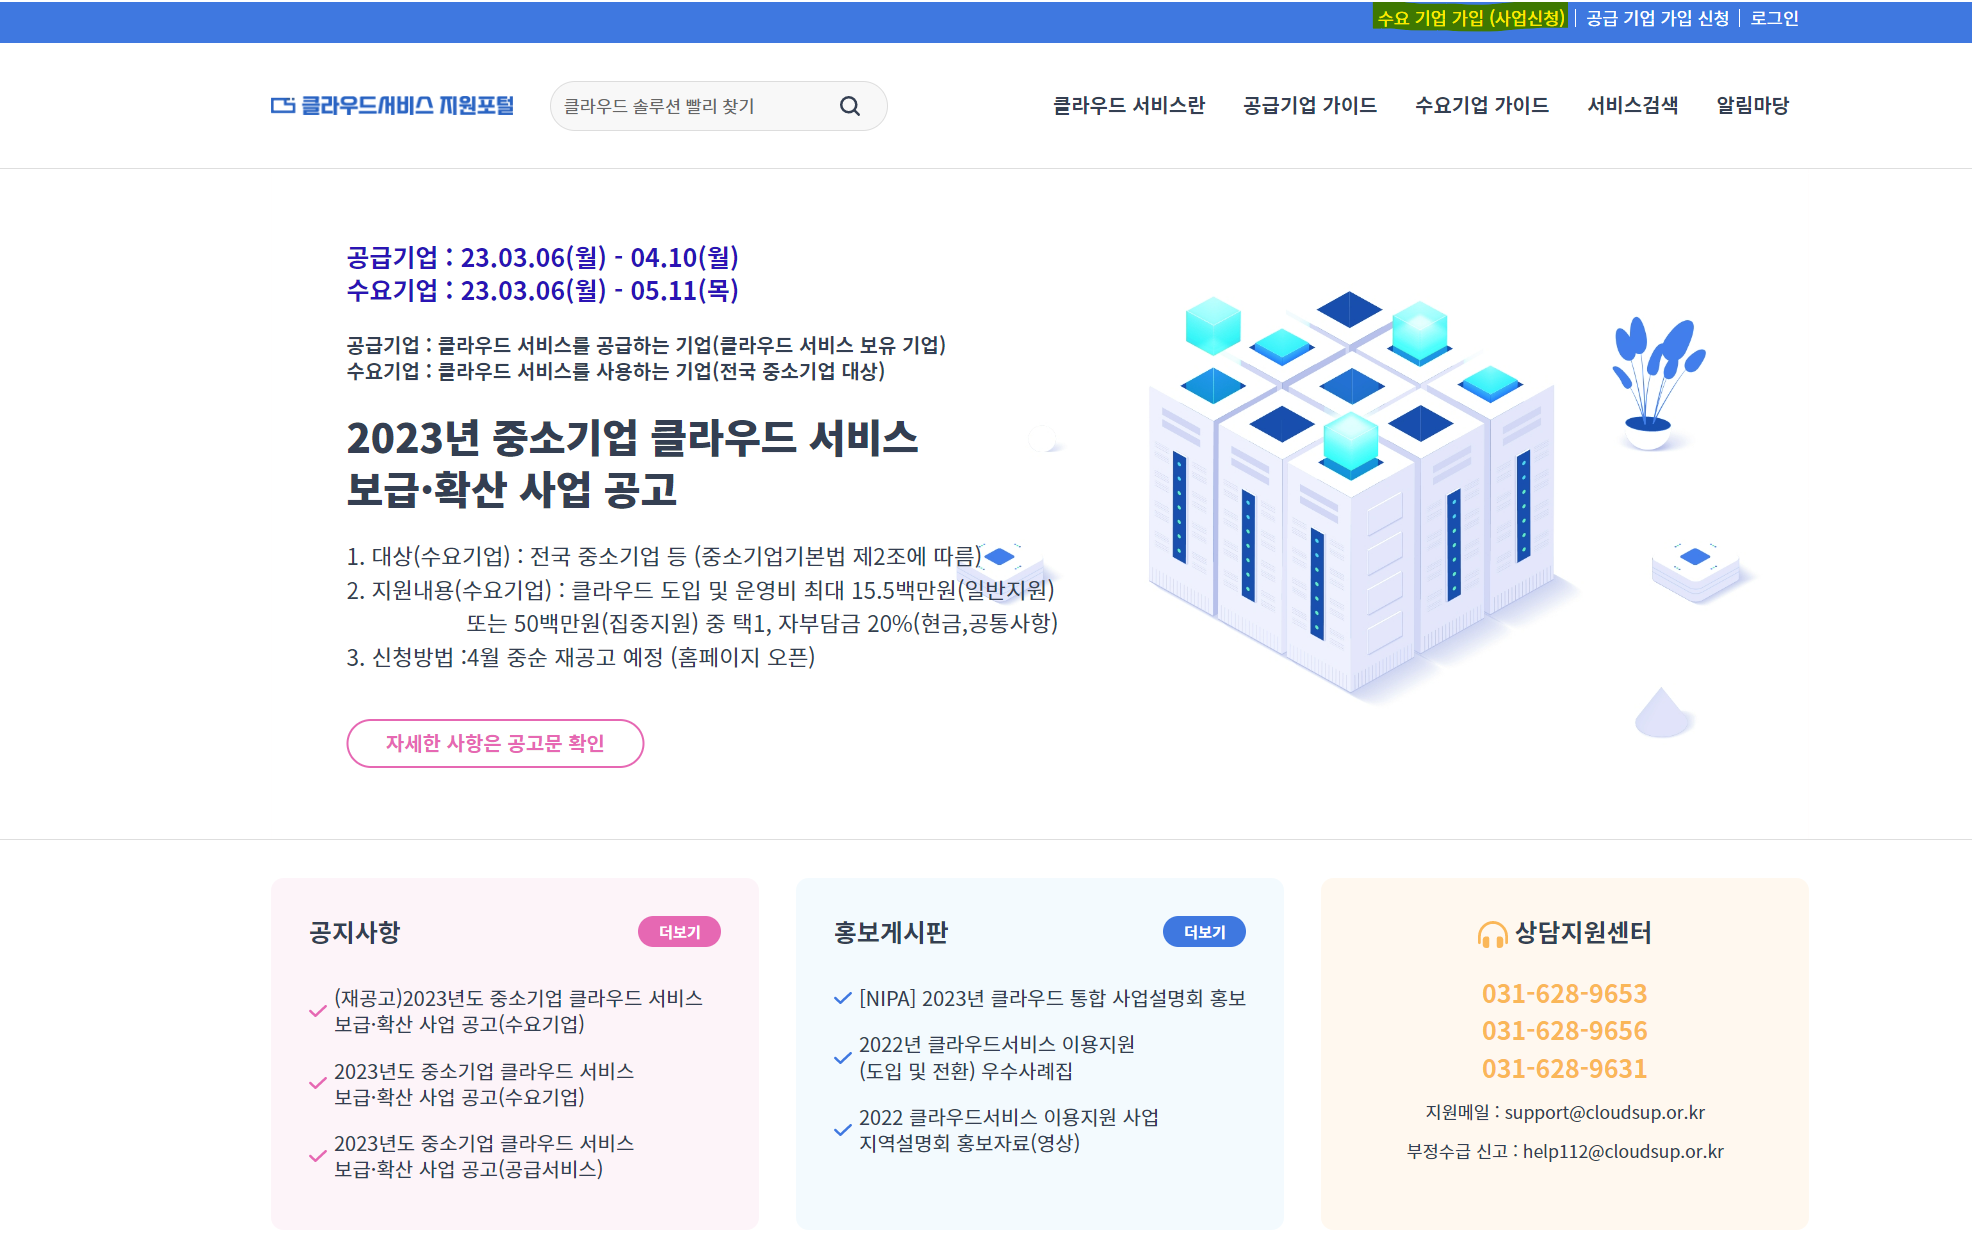 수요 기업 가입 (사업신청) | 공급 기업 가입 신청 | 로그인
클라우드서비스 지원포털
클라우드 솔루션 빨리 찾기
클라우드 서비스란 공급기업 가이드 수요기업 가이드 서비스검색 알림마당
공급기업 : 23.03.06(월) - 04.10(월)
수요기업 : 23.03.06(월) - 05.11(목)
공급기업 : 클라우드 서비스를 공급하는 기업(클라우드 서비스 보유 기업)
수요기업 : 클라우드 서비스를 사용하는 기업(전국 중소기업 대상)
2023년 중소기업 클라우드 서비스
보급·확산 사업 공고
1. 대상(수요기업) : 전국 중소기업 등 (중소기업기본법 제2조에 따름)
2. 지원내용(수요기업) : 클라우드 도입 및 운영비 최대 15.5백만원(일반지원)
또는 50백만원(집중지원) 중 택1, 자부담금 20%(현금,공통사항)
3. 신청방법 :4월 중순 재공고 예정 (홈페이지 오픈)
자세한 사항은 공고문 확인
공지사항
더보기
(재공고)2023년도 중소기업 클라우드 서비스
보급·확산 사업 공고(수요기업)
2023년도 중소기업 클라우드 서비스
보급·확산 사업 공고(수요기업)
2023년도 중소기업 클라우드 서비스
보급·확산 사업 공고(공급서비스)
홍보게시판
더보기
[NIPA] 2023년 클라우드 통합 사업설명회 홍보
2022년 클라우드서비스 이용지원
(도입 및 전환) 우수사례집
2022 클라우드서비스 이용지원 사업
지역설명회 홍보자료(영상)
상담지원센터
031-628-9653
031-628-9656
031-628-9631
지원메일 : support@cloudsup.or.kr
부정수급 신고 : help112@cloudsup.or.kr